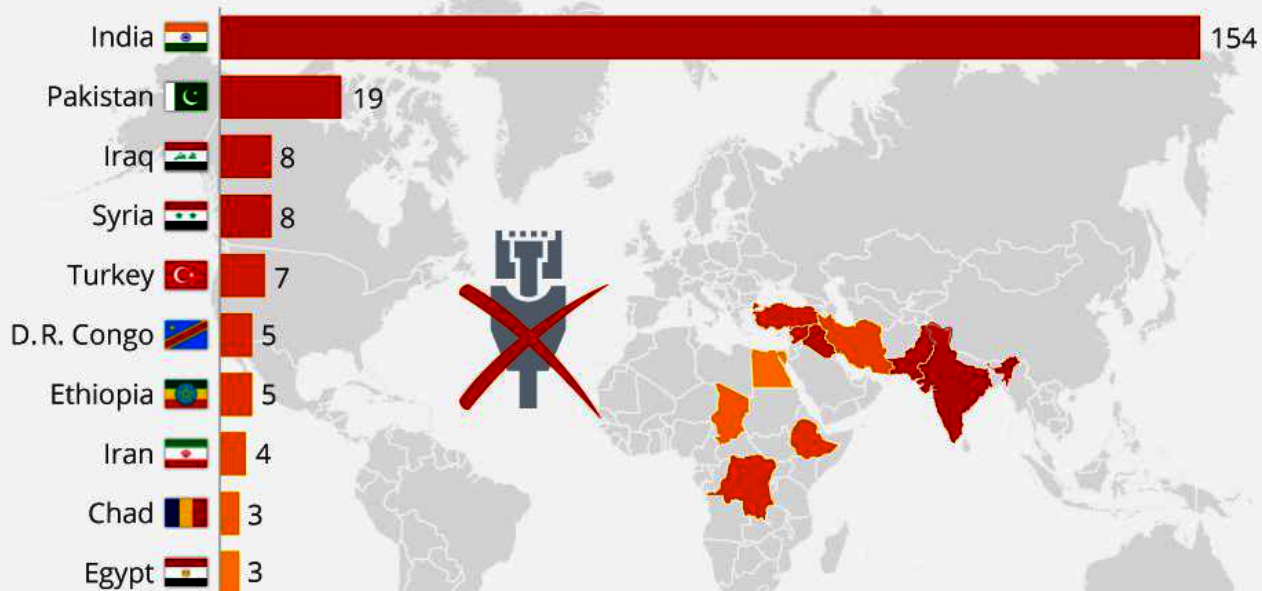 India 154
Pakistan 19
Iraq 8
Syria 8
Turkey 7
D.R. Congo 5
Ethiopia 5
Iran 4
Chad 3
Egypt 3